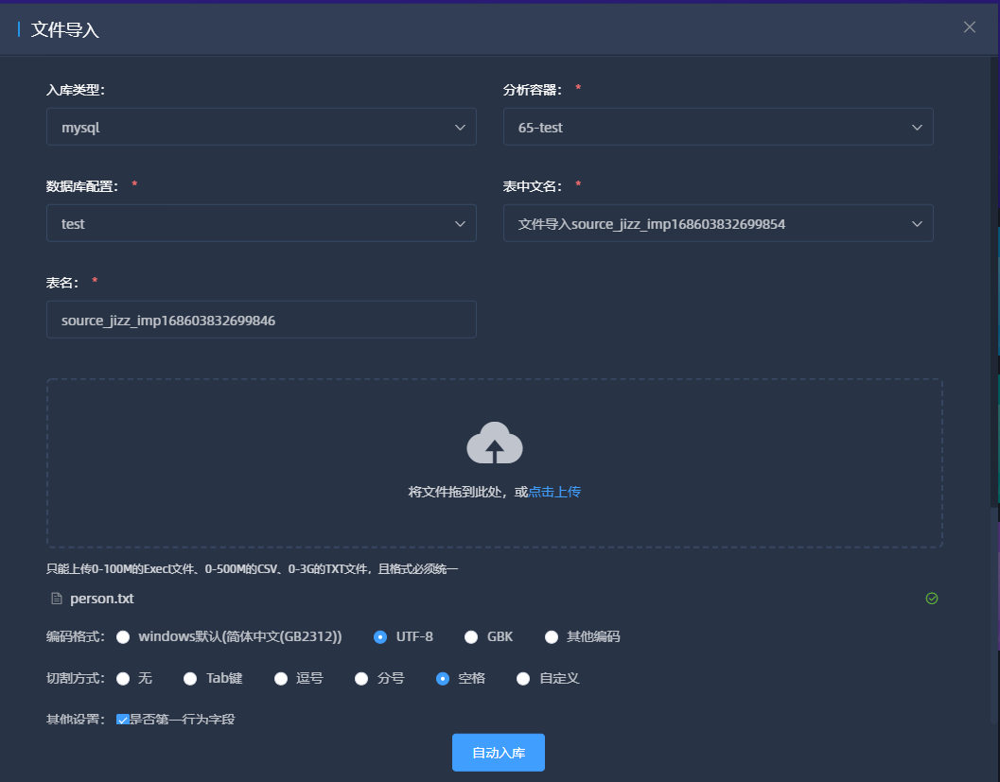 文件导入
入库类型：
分析容器： *
mysql
65-test
数据库配置： *
表中文名： *
test
文件导入source_jizz_imp168603832699854
表名： *
source_jizz_imp168603832699846
将文件拖到此处，或点击上传
只能上传0-100M的Exect文件、0-500M的CSV、0-3G的TXT文件，且格式必须统一
person.txt
编码格式： windows默认(简体中文(GB2312)) UTF-8 GBK 其他编码
切割方式： 无 Tab键 逗号 分号 空格 自定义
其他设置： 是否第一行为字段
自动入库